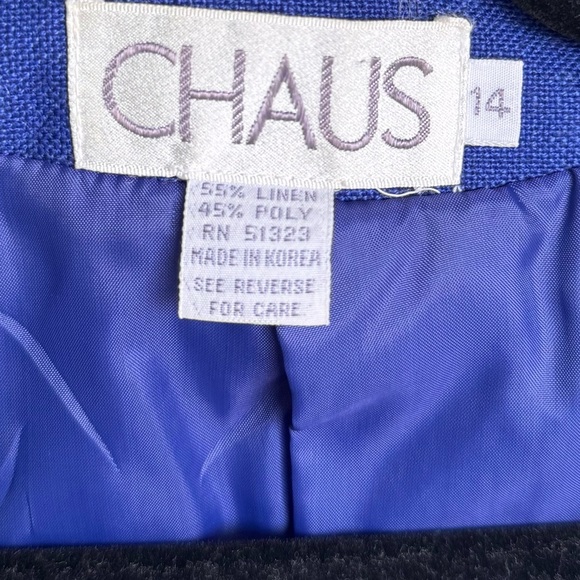 CHAUS
14
55% LINEN
45% POLY
RN 51323
MADE IN KOREA
SEE REVERSE
FOR CARE